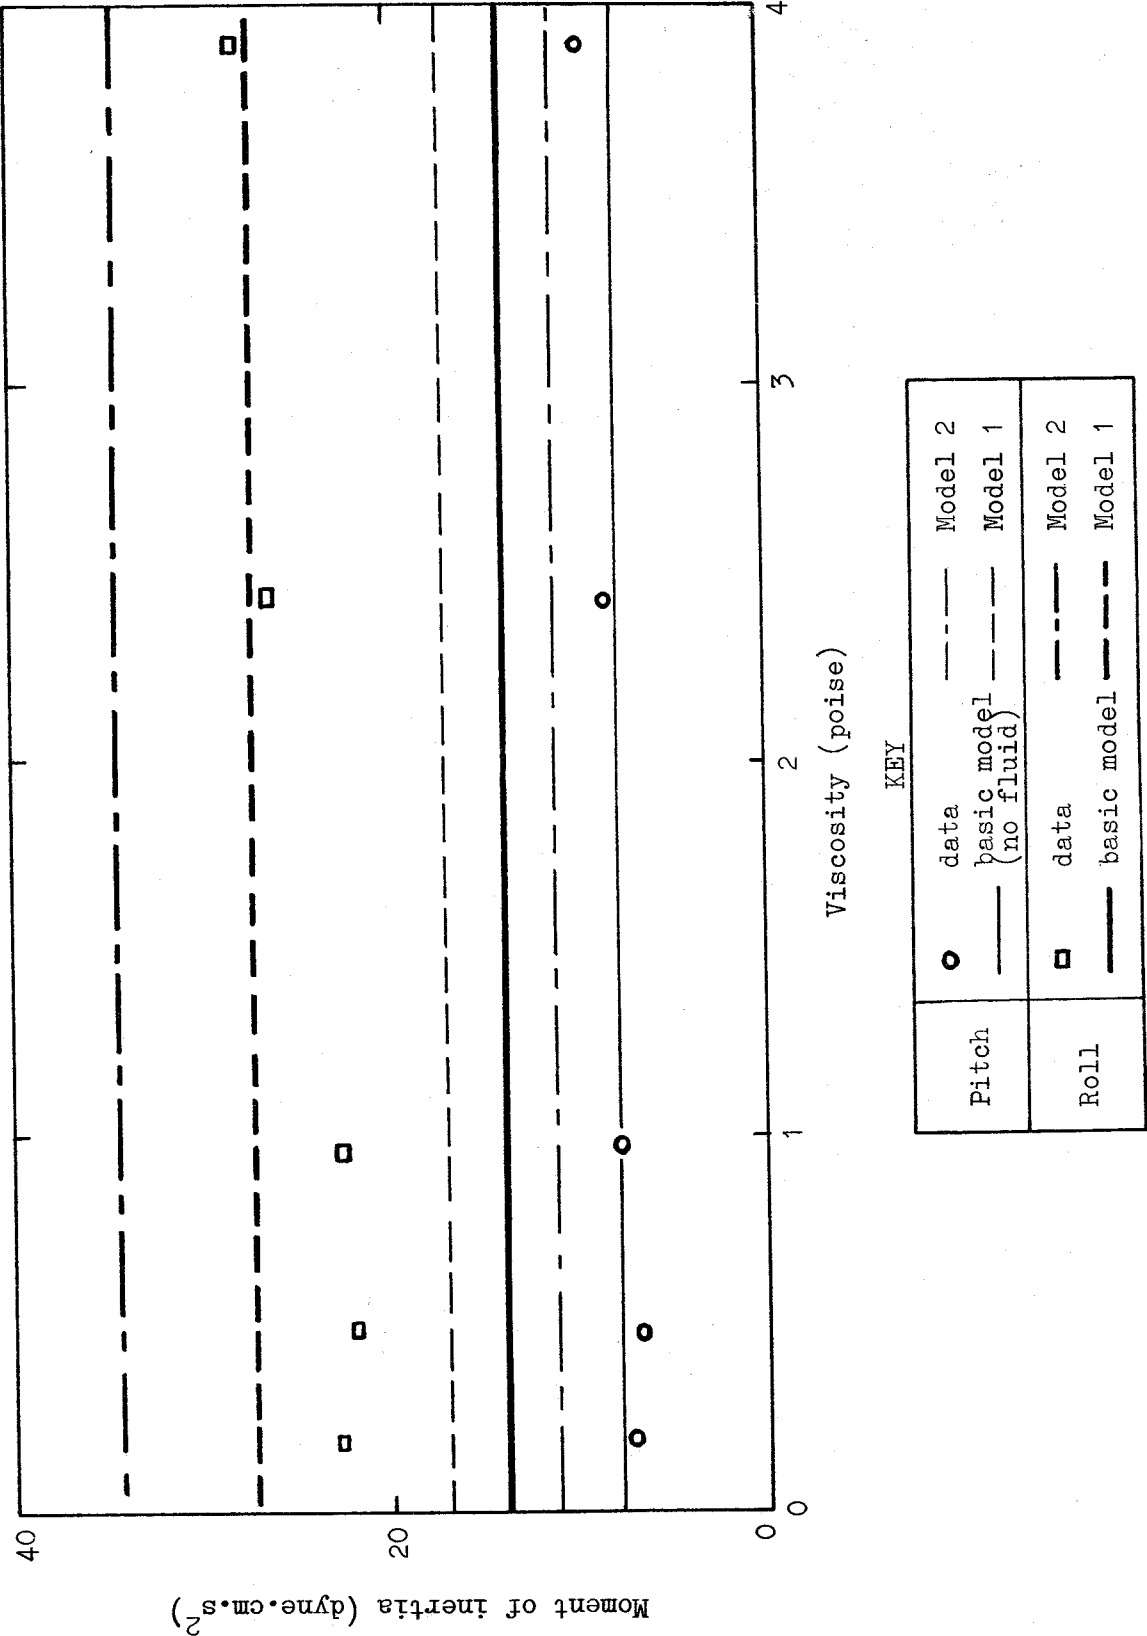 40
20
0
Moment of inertia (dyne.cm.s²)
0
1
2
3
4
Viscosity (poise)
KEY
Pitch
data
Model 2
basic model
(no fluid)
Model 1
Roll
data
Model 2
basic model
Model 1